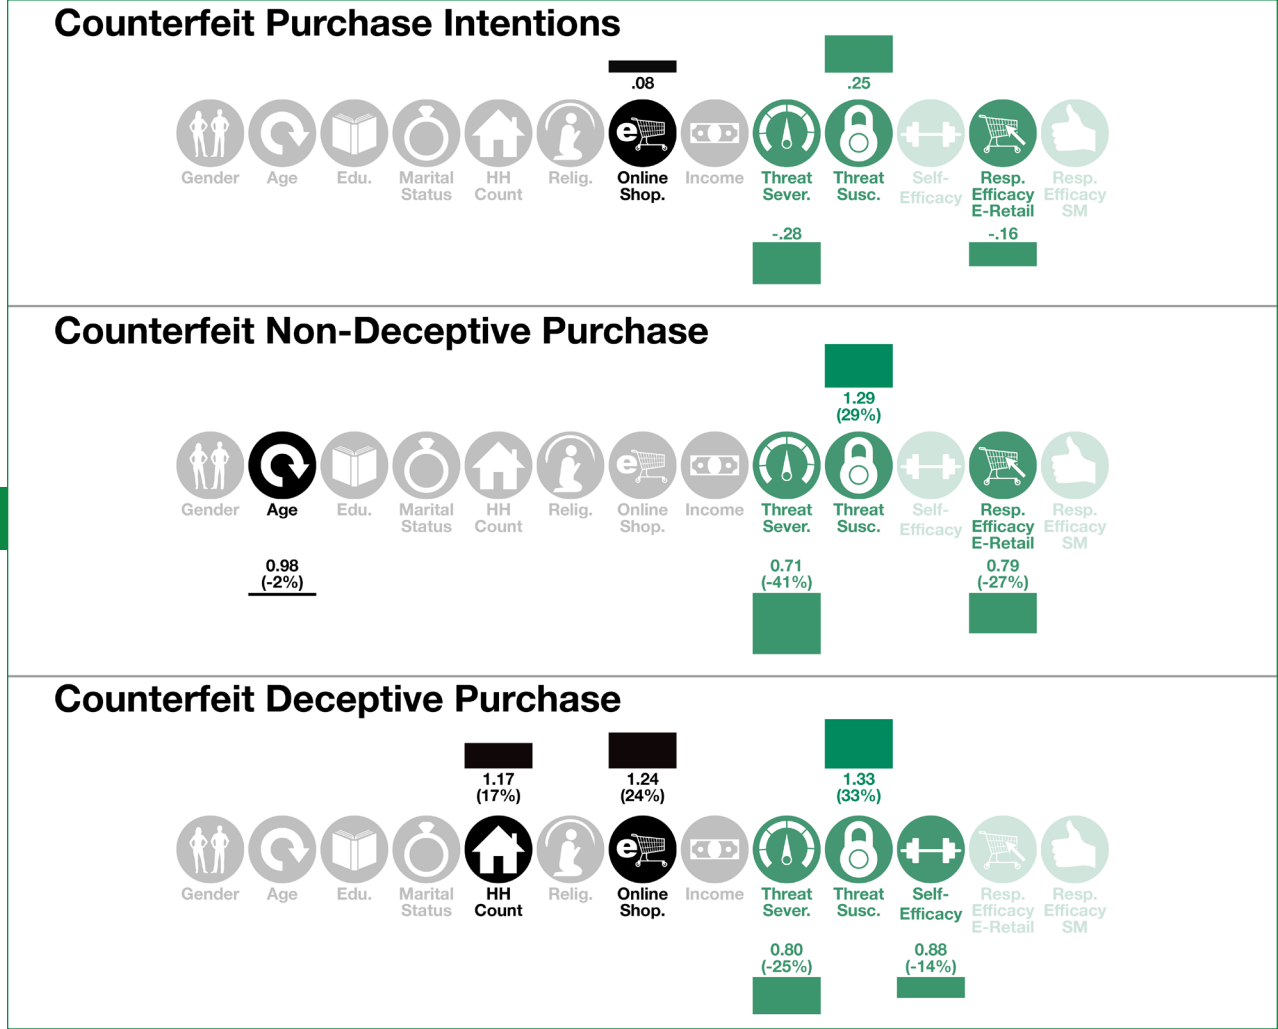 Counterfeit Purchase Intentions
.08
.25
e
Gender Age Edu. Marital Status HH Count Relig. Online Shop. Income Threat Sever. Threat Susc. Self-Efficacy Resp. Efficacy E-Retail Resp. Efficacy SM
-.28
-.16
Counterfeit Non-Deceptive Purchase
1.29
(29%)
e
Gender Age Edu. Marital Status HH Count Relig. Online Shop. Income Threat Sever. Threat Susc. Self-Efficacy Resp. Efficacy E-Retail Resp. Efficacy SM
0.98
(-2%)
0.71
(-41%)
0.79
(-27%)
Counterfeit Deceptive Purchase
1.17
(17%)
1.24
(24%)
1.33
(33%)
e
Gender Age Edu. Marital Status HH Count Relig. Online Shop. Income Threat Sever. Threat Susc. Self-Efficacy Resp. Efficacy E-Retail Resp. Efficacy SM
0.80
(-25%)
0.88
(-14%)